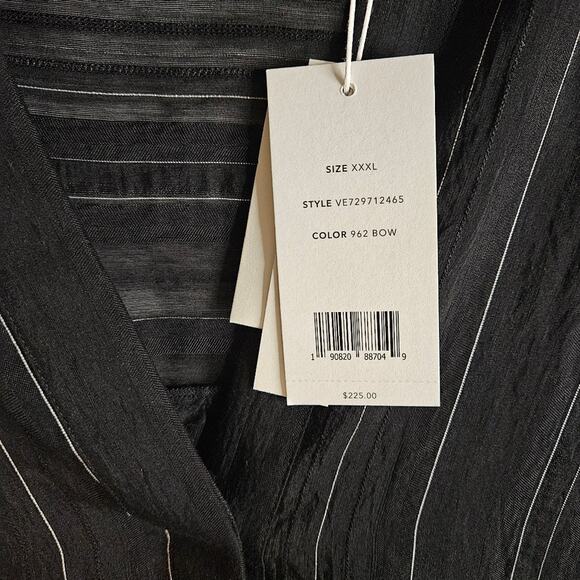 SIZE XXXL
STYLE VE729712465
COLOR 962 BOW
1 90820 88704 9
$225.00